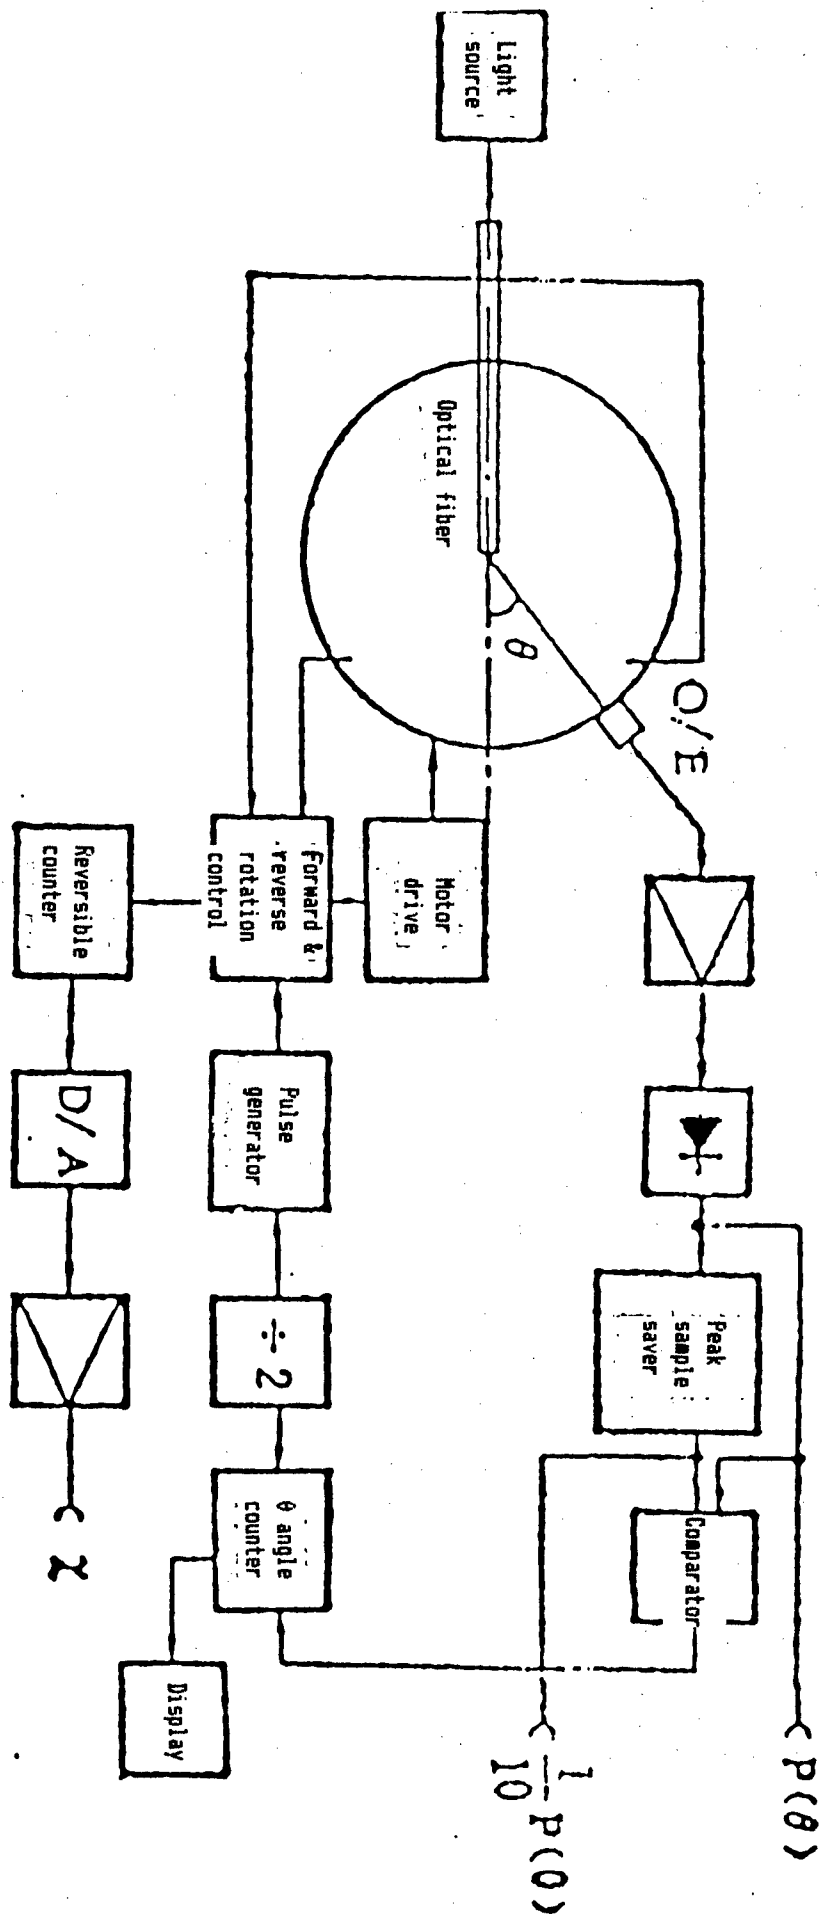 Light
source
Optical fiber
θ
O/E
Motor
drive
Forward &
reverse
rotation
control
Reversible
counter
D/A
Pulse
generator
÷2
θ angle
counter
Display
Peak
sample
saver
Comparator
P(θ)
1/10 P(0)